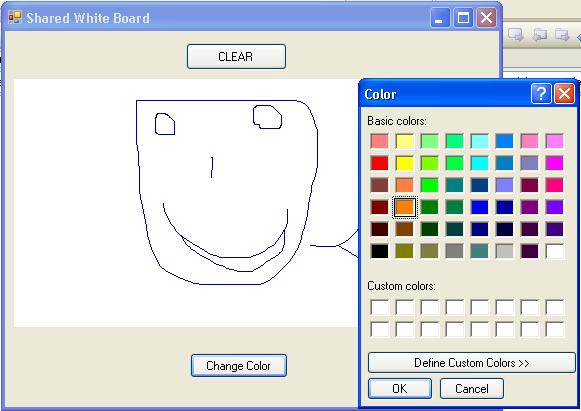 Shared White Board
CLEAR
Change Color
Color
Basic colors:
Custom colors:
Define Custom Colors >>
OK
Cancel